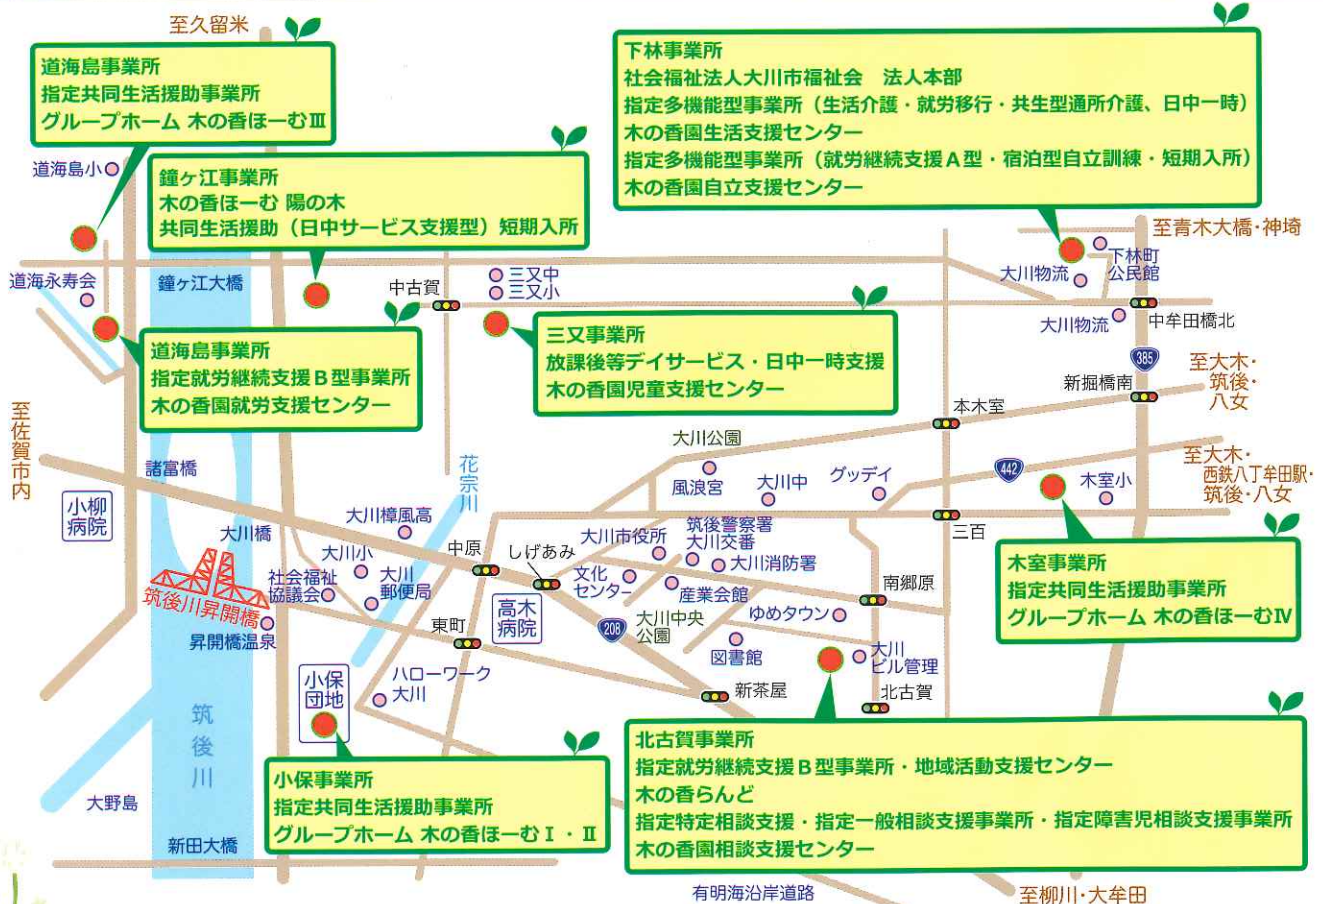 至久留米
道海島事業所
指定共同生活援助事業所
グループホーム 木の香ほーむⅢ
下林事業所
社会福祉法人大川市福祉会　法人本部
指定多機能型事業所（生活介護・就労移行・共生型通所介護、日中一時）
木の香園生活支援センター
指定多機能型事業所（就労継続支援Ａ型・宿泊型自立訓練・短期入所）
木の香園自立支援センター
道海島小
鐘ヶ江事業所
木の香ほーむ 陽の木
共同生活援助（日中サービス支援型）短期入所
至青木大橋・神埼
下林町
公民館
大川物流
道海永寿会
鐘ヶ江大橋
中古賀
三又中
三又小
大川物流
中牟田橋北
道海島事業所
指定就労継続支援Ｂ型事業所
木の香園就労支援センター
三又事業所
放課後等デイサービス・日中一時支援
木の香園児童支援センター
385
至大木・
筑後・
八女
新掘橋南
本木室
至佐賀市内
大川公園
諸富橋
花宗川
風浪宮
大川中
グッデイ
442
木室小
至大木・
西鉄八丁牟田駅・
筑後・八女
小柳
病院
大川橋
大川樟風高
中原
しげあみ
大川市役所
筑後警察署
大川交番
大川消防署
三百
大川小
社会福祉
協議会
大川
郵便局
文化
センター
産業会館
南郷原
木室事業所
指定共同生活援助事業所
グループホーム 木の香ほーむⅣ
筑後川昇開橋
昇開橋温泉
東町
高木
病院
208
大川中央
公園
ゆめタウン
図書館
大川
ビル管理
小保
団地
ハローワーク
大川
新茶屋
北古賀
筑後川
大野島
新田大橋
小保事業所
指定共同生活援助事業所
グループホーム 木の香ほーむⅠ・Ⅱ
北古賀事業所
指定就労継続支援Ｂ型事業所・地域活動支援センター
木の香らんど
指定特定相談支援・指定一般相談支援事業所・指定障害児相談支援事業所
木の香園相談支援センター
有明海沿岸道路
至柳川・大牟田